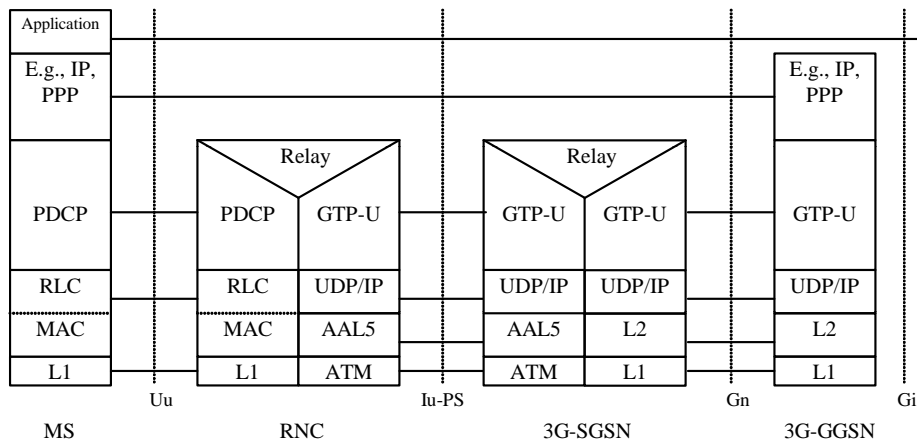 Application
E.g., IP,
PPP
E.g., IP,
PPP
Relay
Relay
PDCP
PDCP
GTP-U
GTP-U
GTP-U
GTP-U
RLC
RLC
UDP/IP
UDP/IP
UDP/IP
UDP/IP
MAC
MAC
AAL5
AAL5
L2
L2
L1
L1
ATM
ATM
L1
L1
Uu
Iu-PS
Gn
Gi
MS
RNC
3G-SGSN
3G-GGSN